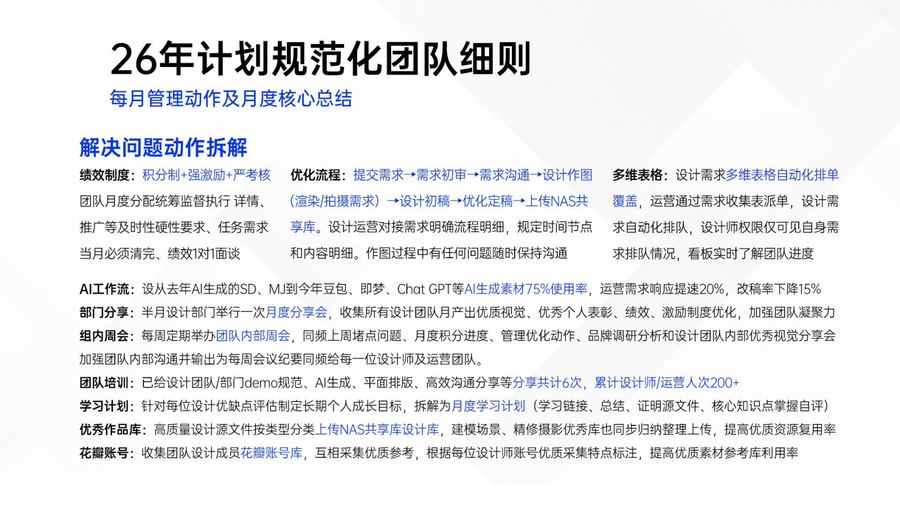 26年计划规范化团队细则
每月管理动作及月度核心总结
解决问题动作拆解
绩效制度：积分制+强激励+严考核
团队月度分配统筹监督执行 详情、
推广等及时性硬性要求、任务需求
当月必须清完、绩效1对1面谈
优化流程：提交需求→需求初审→需求沟通→设计作图
(渲染/拍摄需求）→设计初稿→优化定稿→上传NAS共
享库。设计运营对接需求明确流程明细，规定时间节点
和内容明细。作图过程中有任何问题随时保持沟通
多维表格：设计需求多维表格自动化排单
覆盖，运营通过需求收集表派单，设计需
求自动化排队，设计师权限仅可见自身需
求排队情况，看板实时了解团队进度
AI工作流：设从去年AI生成的SD、MJ到今年豆包、即梦、Chat GPT等AI生成素材75%使用率，运营需求响应提速20%，改稿率下降15%
部门分享：半月设计部门举行一次月度分享会，收集所有设计团队月产出优质视觉、优秀个人表彰、绩效、激励制度优化，加强团队凝聚力
组内周会：每周定期举办团队内部周会，同频上周堵点问题、月度积分进度、管理优化动作、品牌调研分析和设计团队内部优秀视觉分享会
加强团队内部沟通并输出为每周会议纪要同频给每一位设计师及运营团队。
团队培训：已给设计团队/部门demo规范、AI生成、平面排版、高效沟通分享等分享共计6次，累计设计师/运营人次200+
学习计划：针对每位设计优缺点评估制定长期个人成长目标，拆解为月度学习计划（学习链接、总结、证明源文件、核心知识点掌握自评）
优秀作品库：高质量设计源文件按类型分类上传NAS共享库设计库，建模场景、精修摄影优秀库也同步归纳整理上传，提高优质资源复用率
花瓣账号：收集团队设计成员花瓣账号库，互相采集优质参考，根据每位设计师账号优质采集特点标注，提高优质素材参考库利用率